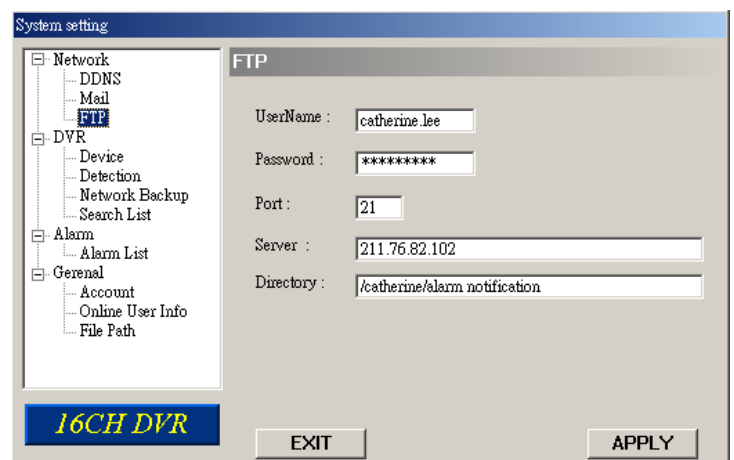 System setting
Network
DDNS
Mail
FTP
DVR
Device
Detection
Network Backup
Search List
Alarm
Alarm List
Gerenal
Account
Online User Info
File Path
16CH DVR
FTP
UserName : catherine.lee
Password : *********
Port : 21
Server : 211.76.82.102
Directory : /catherine/alarm notification
EXIT APPLY